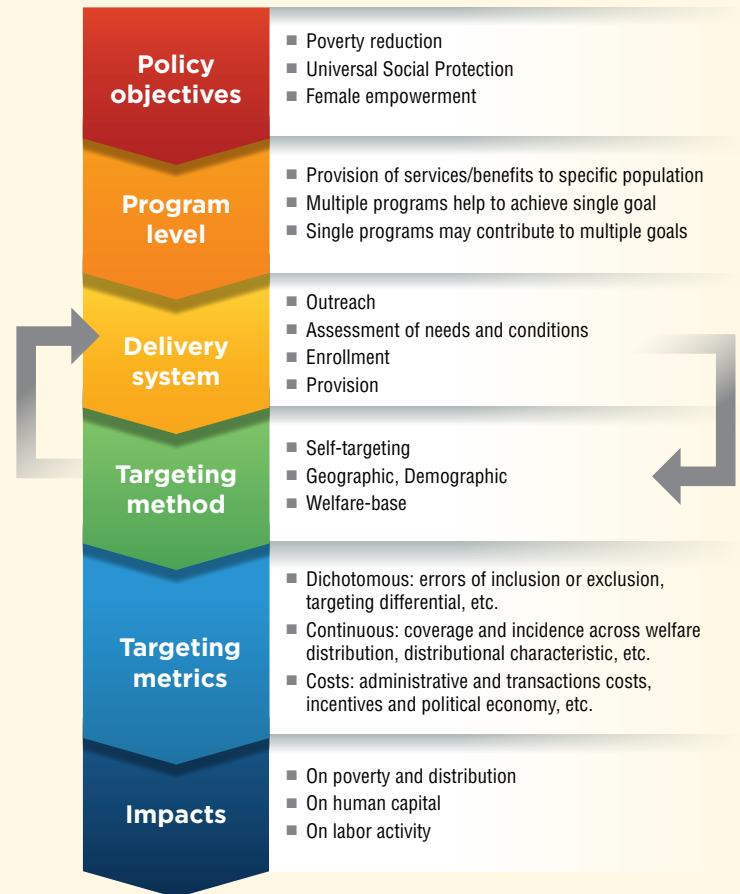 Policy
objectives
■ Poverty reduction
■ Universal Social Protection
■ Female empowerment
Program
level
■ Provision of services/benefits to specific population
■ Multiple programs help to achieve single goal
■ Single programs may contribute to multiple goals
Delivery
system
■ Outreach
■ Assessment of needs and conditions
■ Enrollment
■ Provision
Targeting
method
■ Self-targeting
■ Geographic, Demographic
■ Welfare-base
Targeting
metrics
■ Dichotomous: errors of inclusion or exclusion,
targeting differential, etc.
■ Continuous: coverage and incidence across welfare
distribution, distributional characteristic, etc.
■ Costs: administrative and transactions costs,
incentives and political economy, etc.
Impacts
■ On poverty and distribution
■ On human capital
■ On labor activity